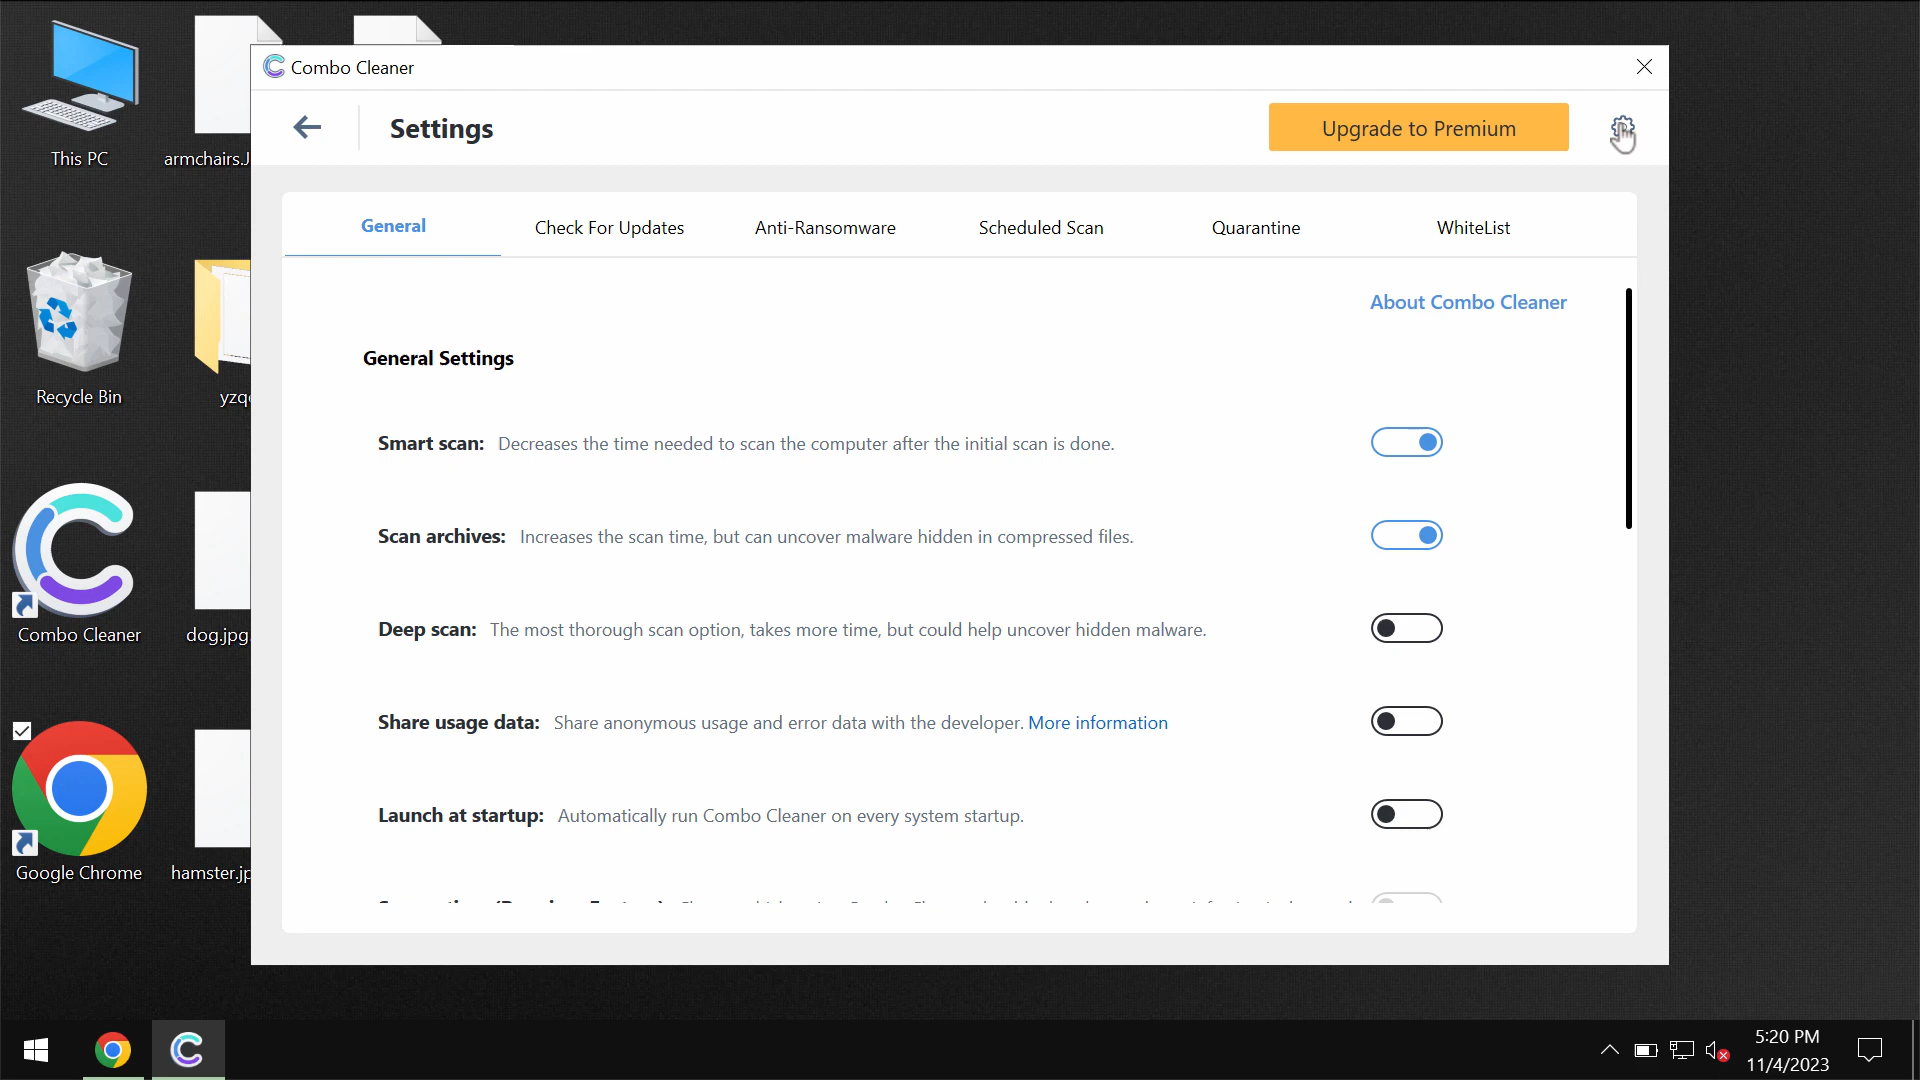 Combo Cleaner
Settings
Upgrade to Premium
General
Check For Updates
Anti-Ransomware
Scheduled Scan
Quarantine
WhiteList
About Combo Cleaner
General Settings
Smart scan: Decreases the time needed to scan the computer after the initial scan is done.
Scan archives: Increases the scan time, but can uncover malware hidden in compressed files.
Deep scan: The most thorough scan option, takes more time, but could help uncover hidden malware.
Share usage data: Share anonymous usage and error data with the developer. More information
Launch at startup: Automatically run Combo Cleaner on every system startup.
This PC
armchairs.J
Recycle Bin
yzq
Combo Cleaner
dog.jpg.
Google Chrome
hamster.jp
5:20 PM
11/4/2023